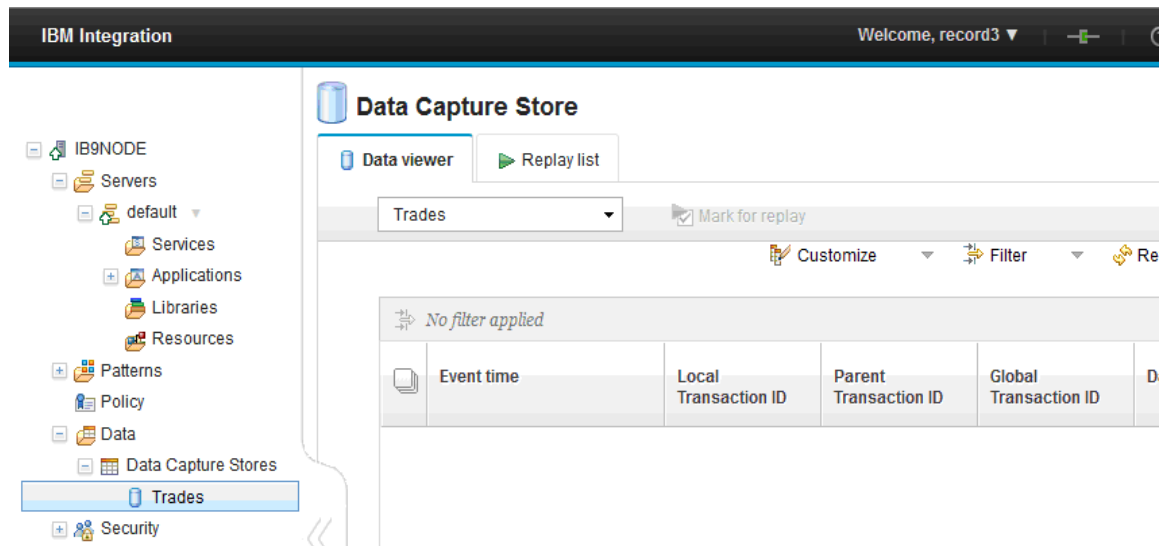 IBM Integration
Welcome, record3 ▼
Data Capture Store
Data viewer
Replay list
Trades
Mark for replay
Customize
Filter
No filter applied
Event time
Local
Transaction ID
Parent
Transaction ID
Global
Transaction ID
IB9NODE
Servers
default
Services
Applications
Libraries
Resources
Patterns
Policy
Data
Data Capture Stores
Trades
Security